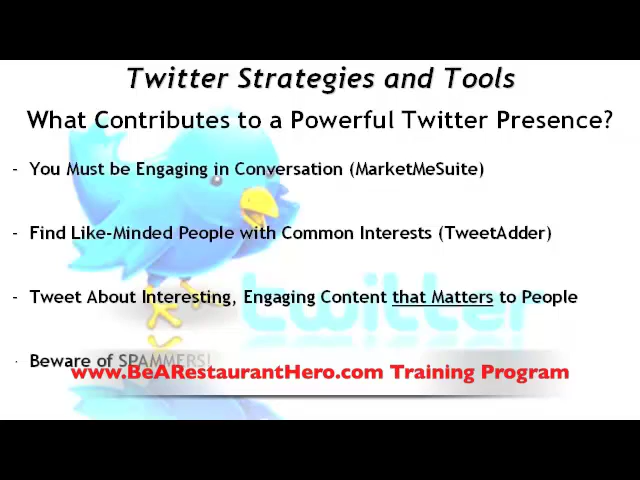 Twitter Strategies and Tools
What Contributes to a Powerful Twitter Presence?
- You Must be Engaging in Conversation (MarketMeSuite)
- Find Like-Minded People with Common Interests (TweetAdder)
- Tweet About Interesting, Engaging Content that Matters to People
twitter
- Beware of SPAMMERS!
www.BeARestaurantHero.com Training Program